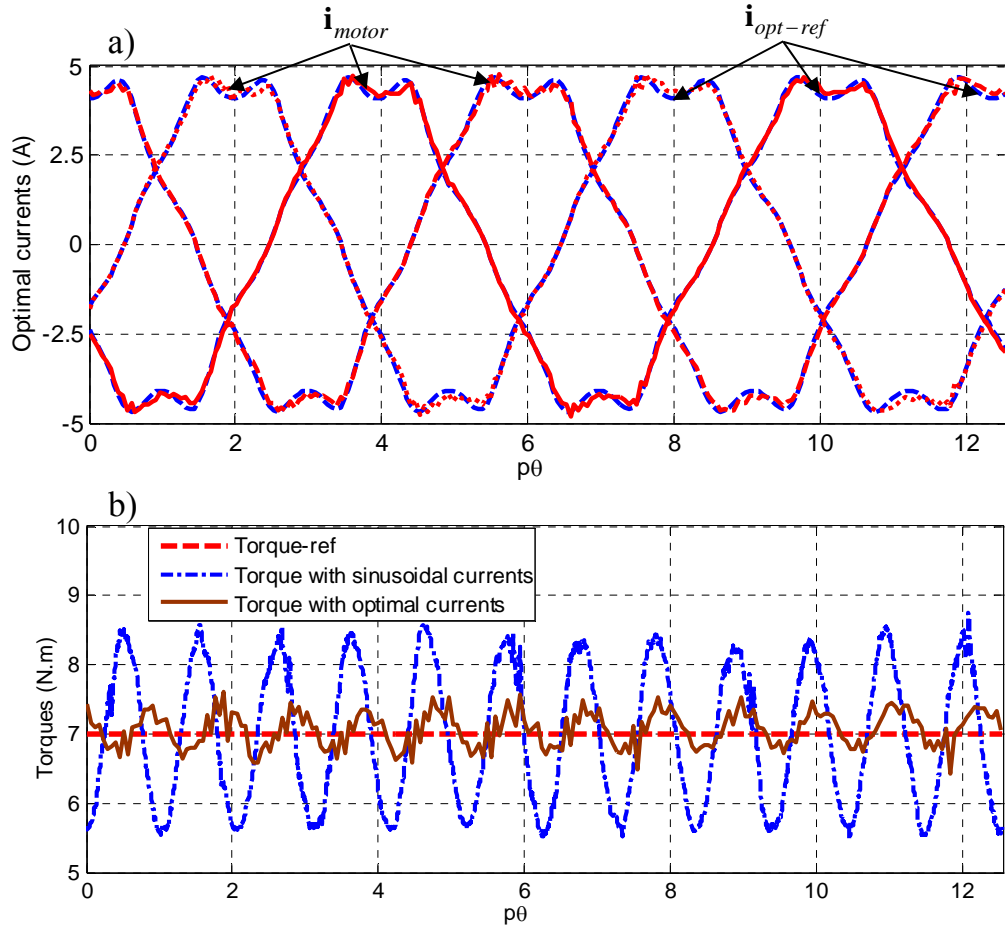 a)
i motor
i opt-ref
5
2.5
0
-2.5
-5
Optimal currents (A)
0 2 4 6 8 10 12
pθ
b)
10
9
8
7
6
5
Torques (N.m)
Torque-ref
Torque with sinusoidal currents
Torque with optimal currents
0 2 4 6 8 10 12
pθ